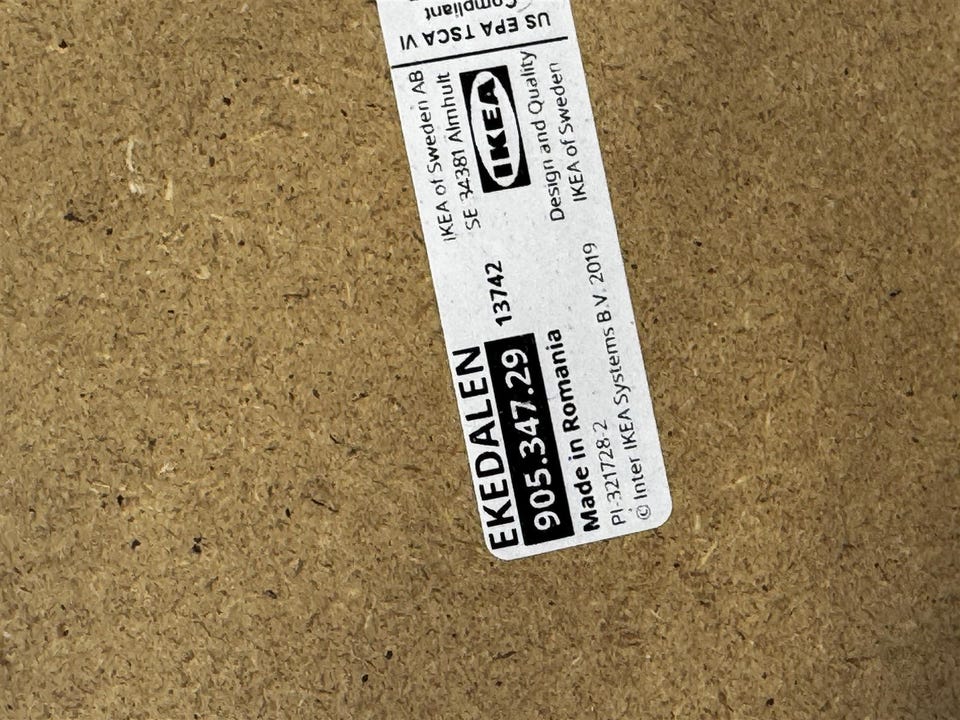 EKEDALEN
905.347.29 13742
Made in Romania
PI-321728-2
© Inter IKEA Systems B.V. 2019
IKEA of Sweden AB
SE 34381 Älmhult
IKEA
Design and Quality
IKEA of Sweden
US EPA TSCA VI
Compliant